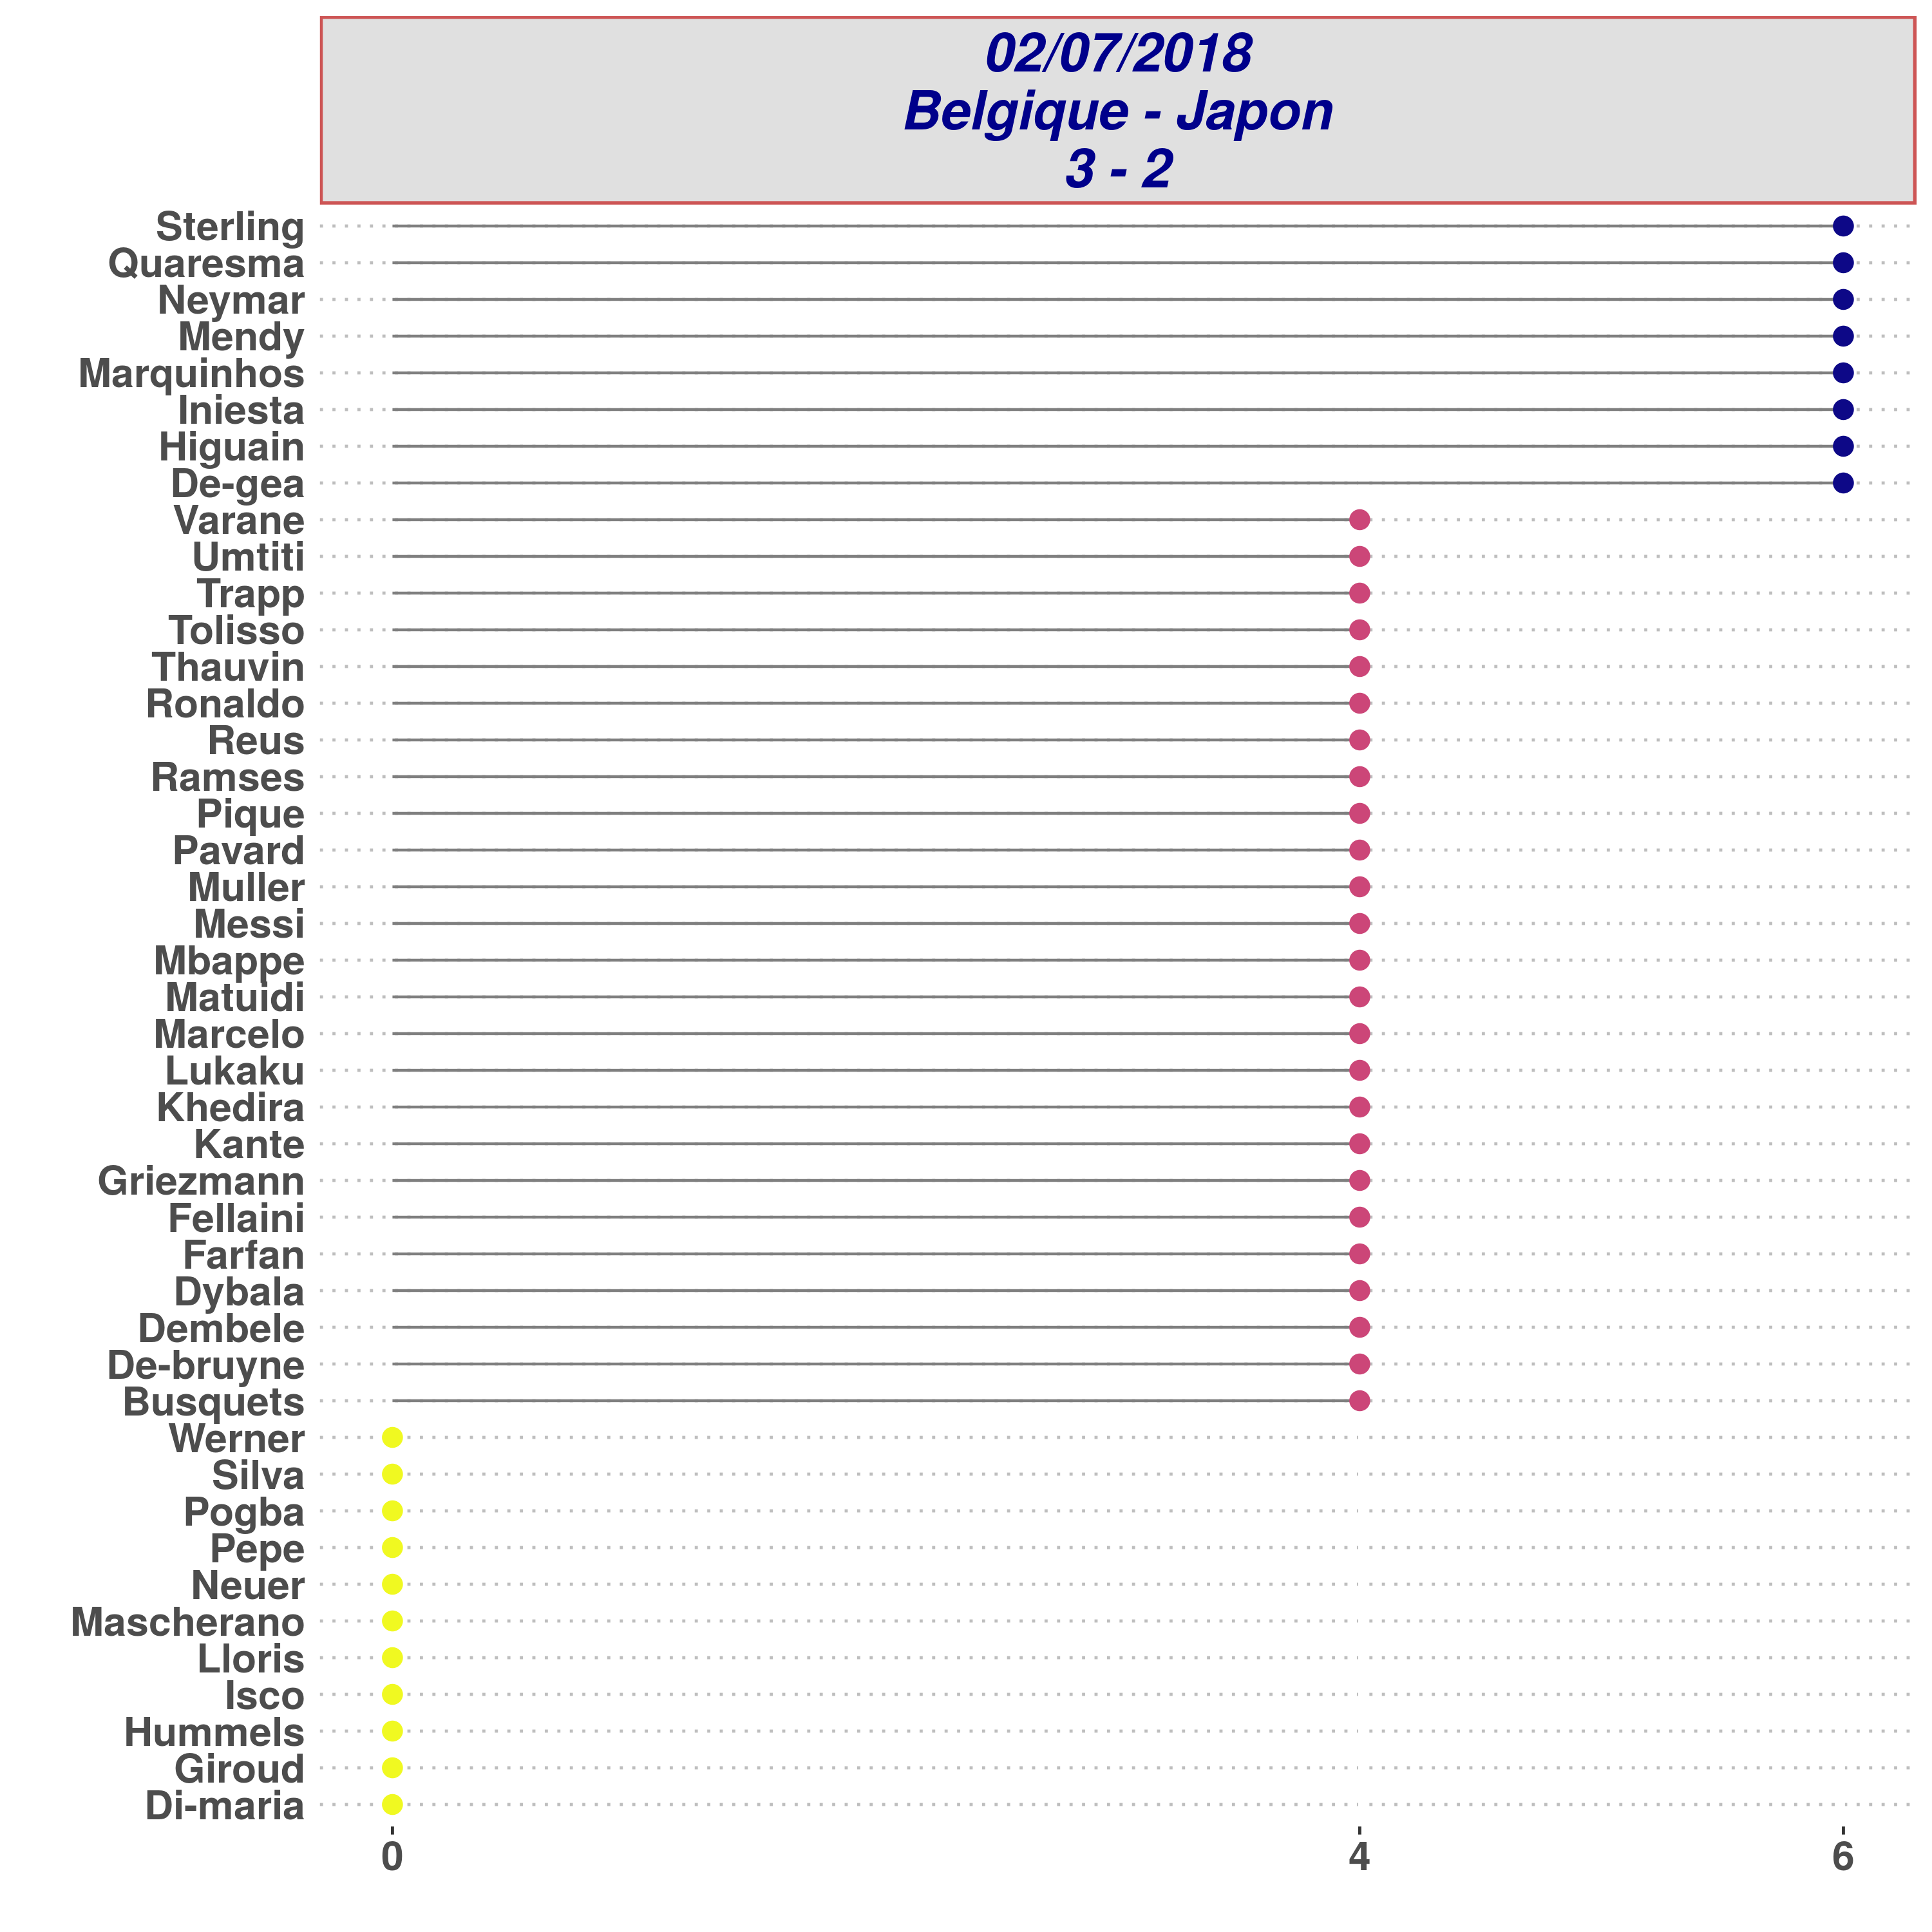 02/07/2018
Belgique - Japon
3 - 2
Sterling
Quaresma
Neymar
Mendy
Marquinhos
Iniesta
Higuain
De-gea
Varane
Umtiti
Trapp
Tolisso
Thauvin
Ronaldo
Reus
Ramses
Pique
Pavard
Muller
Messi
Mbappe
Matuidi
Marcelo
Lukaku
Khedira
Kante
Griezmann
Fellaini
Farfan
Dybala
Dembele
De-bruyne
Busquets
Werner
Silva
Pogba
Pepe
Neuer
Mascherano
Lloris
Isco
Hummels
Giroud
Di-maria
0 4 6